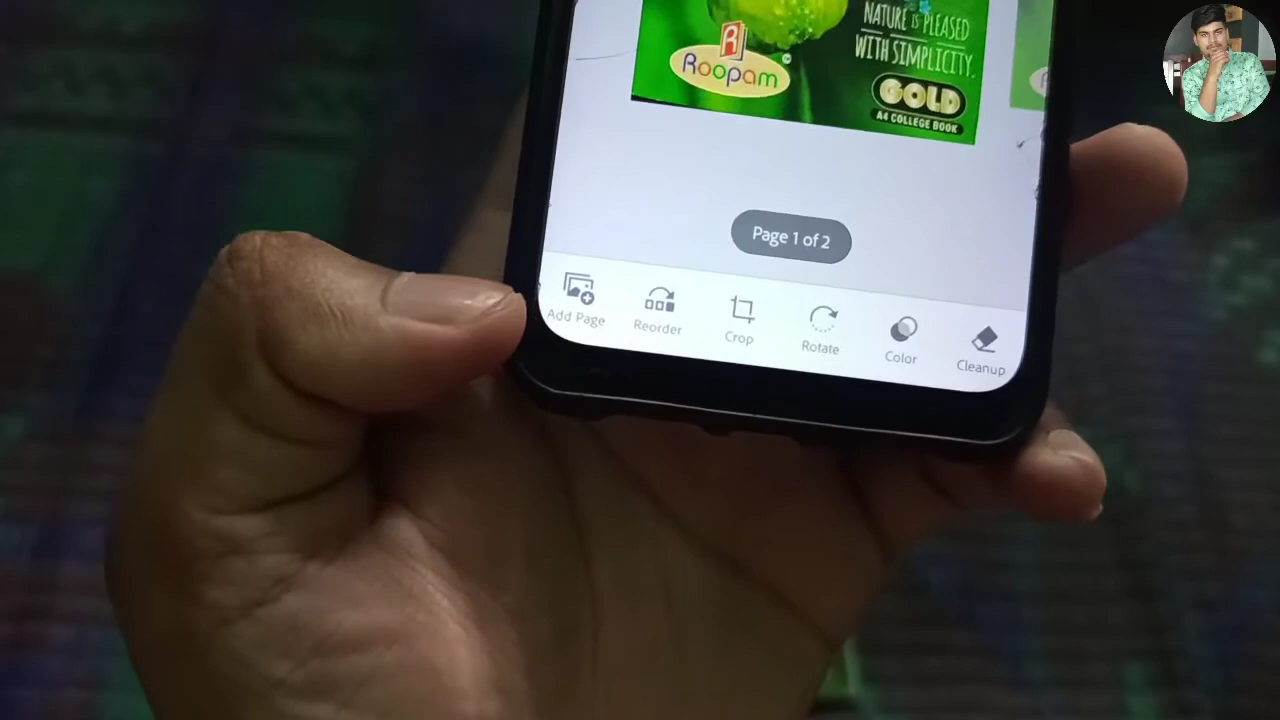 NATURE IS PLEASED
WITH SIMPLICITY.
R
Roopam
GOLD
A4 COLLEGE BOOK
Page 1 of 2
Add Page
Reorder
Crop
Rotate
Color
Cleanup